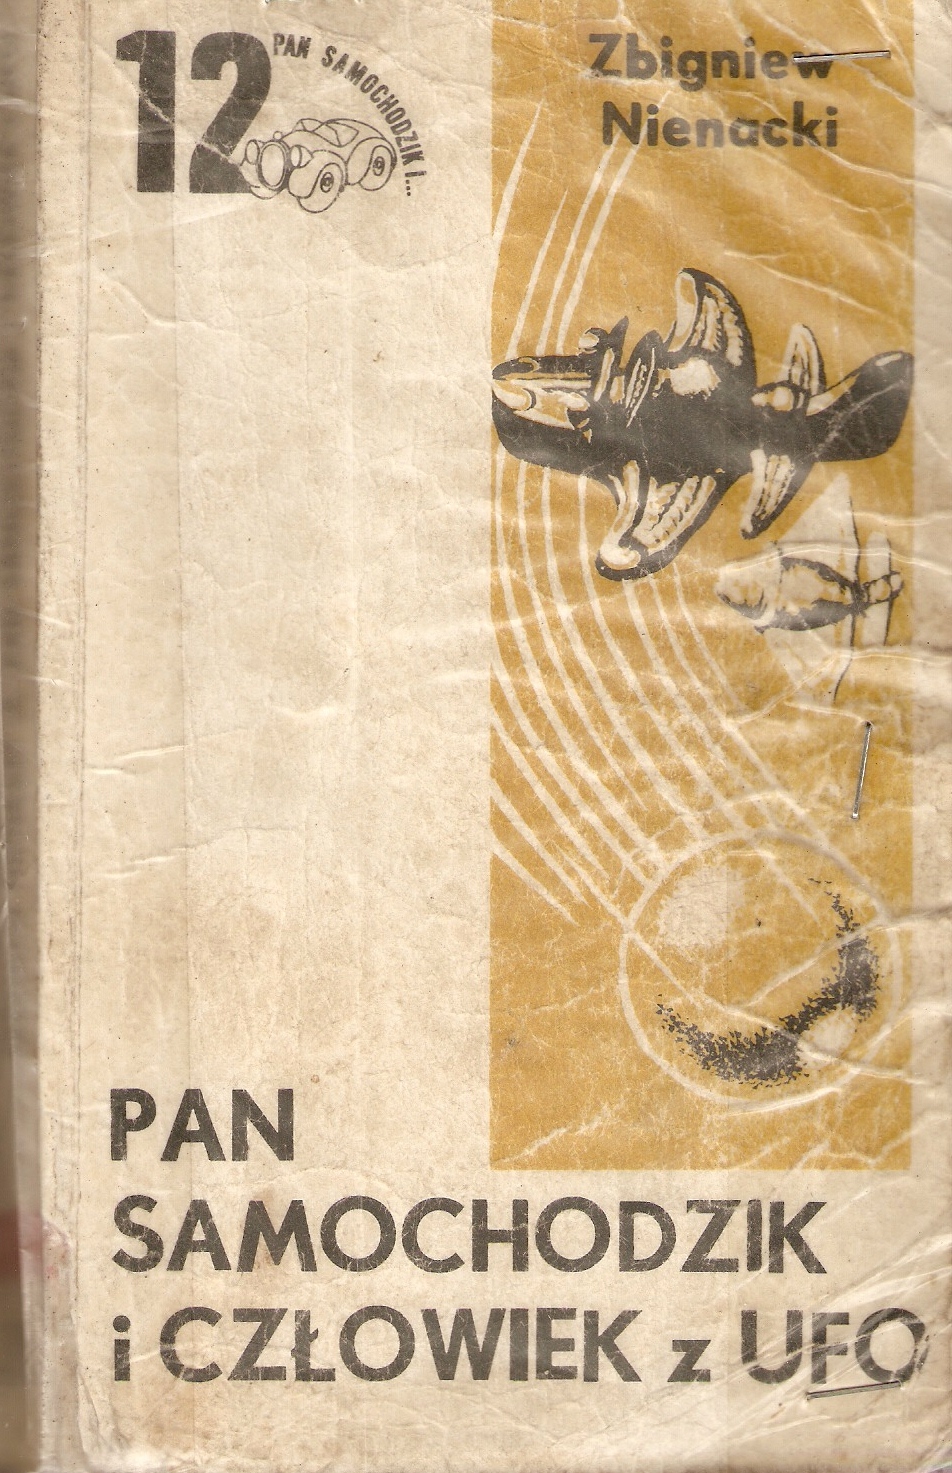 12
PAN SAMOCHODZIK i...
Zbigniew
Nienacki
PAN
SAMOCHODZIK
i CZŁOWIEK z UFO